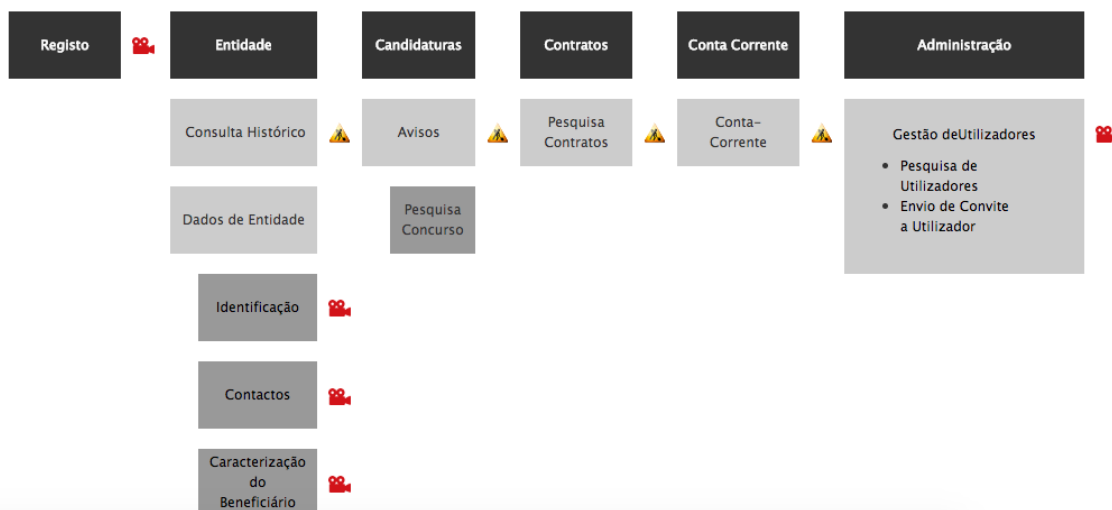 Registo
Entidade
Candidaturas
Contratos
Conta Corrente
Administração
Consulta Histórico
Avisos
Pesquisa
Contratos
Conta-
Corrente
Gestão deUtilizadores
Pesquisa de
Utilizadores
Envio de Convite
a Utilizador
Dados de Entidade
Pesquisa
Concurso
Identificação
Contactos
Caracterização
do
Beneficiário